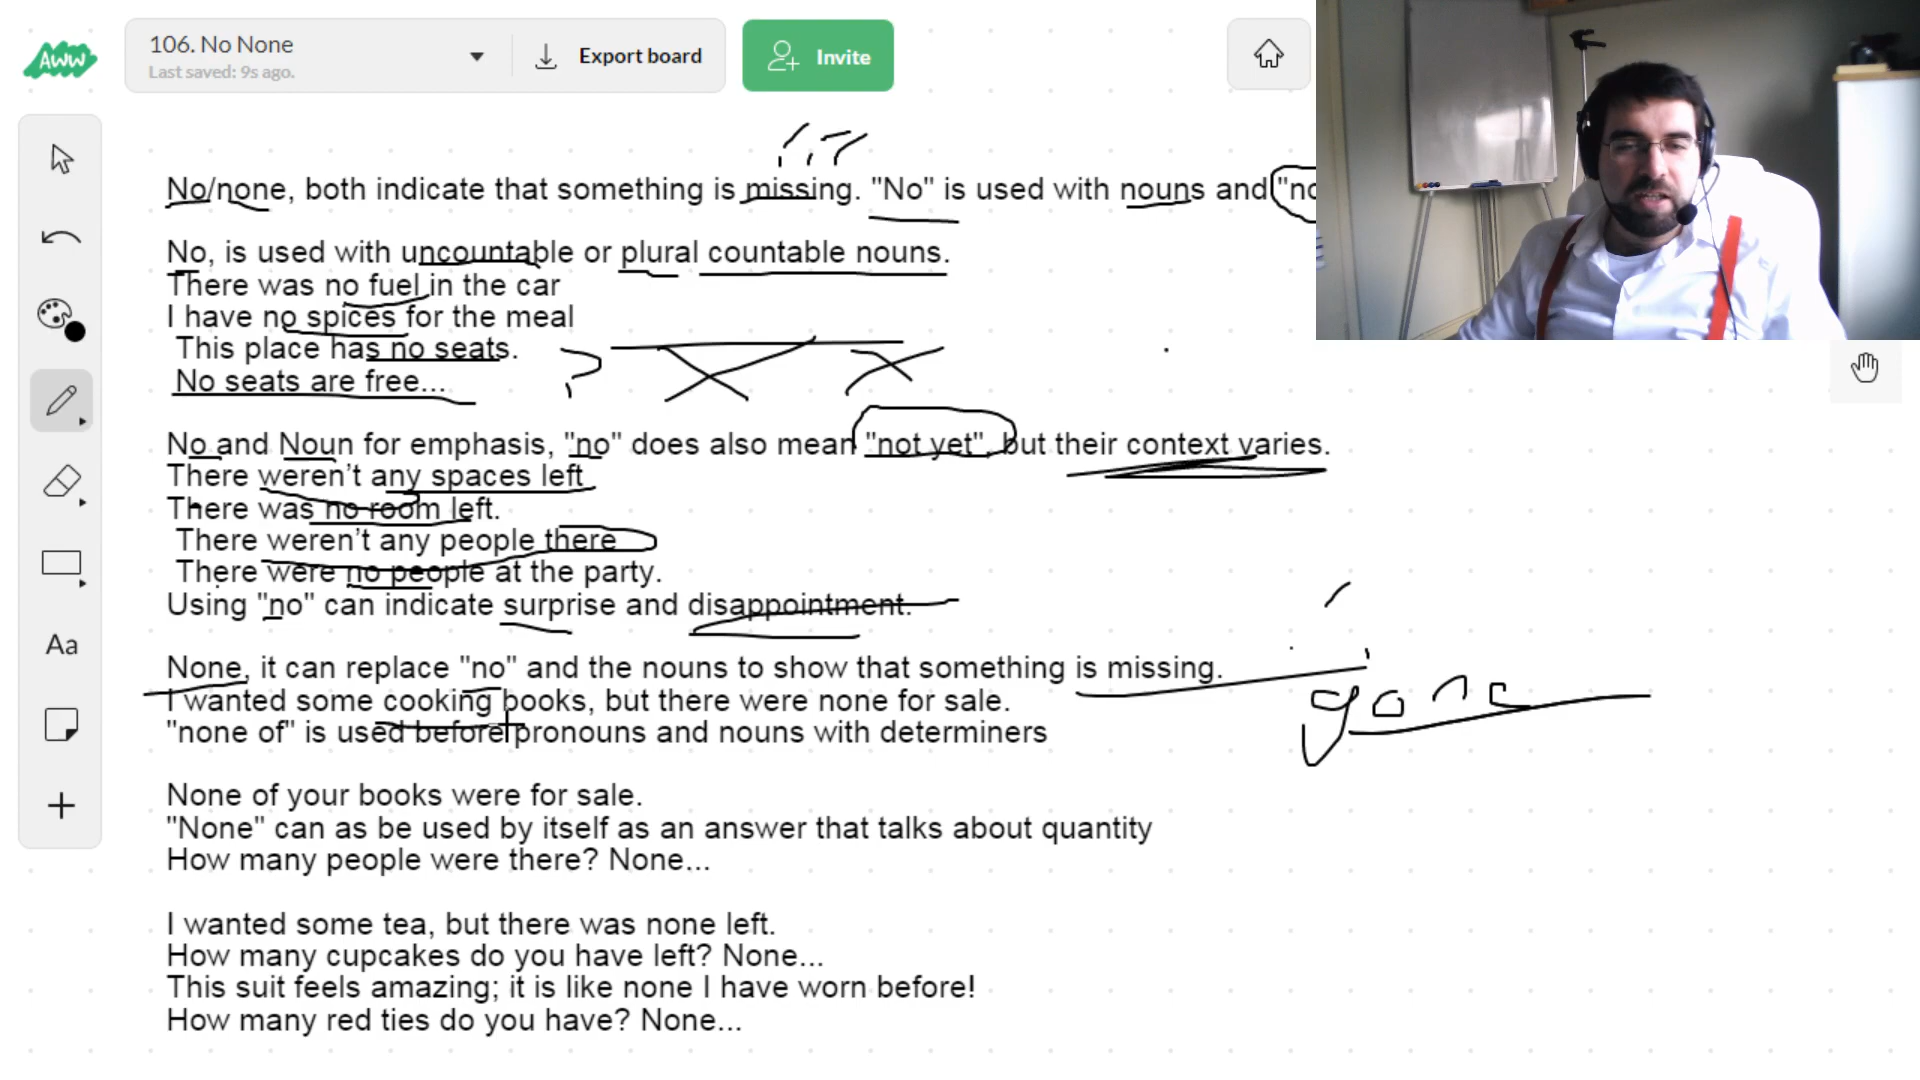 AWW
106. No None
Last saved: 9s ago.
Export board
Invite
No/none, both indicate that something is missing. "No" is used with nouns and "no
No, is used with uncountable or plural countable nouns.
There was no fuel in the car
I have no spices for the meal
This place has no seats.
No seats are free...
No and Noun for emphasis, "no" does also mean "not yet", but their context varies.
There weren't any spaces left
There was no room left.
There weren't any people there
There were no people at the party.
Using "no" can indicate surprise and disappointment.
None, it can replace "no" and the nouns to show that something is missing.
gone
I wanted some cooking books, but there were none for sale.
"none of" is used before pronouns and nouns with determiners
Aa
None of your books were for sale.
"None" can as be used by itself as an answer that talks about quantity
How many people were there? None...
I wanted some tea, but there was none left.
How many cupcakes do you have left? None...
This suit feels amazing; it is like none I have worn before!
How many red ties do you have? None...